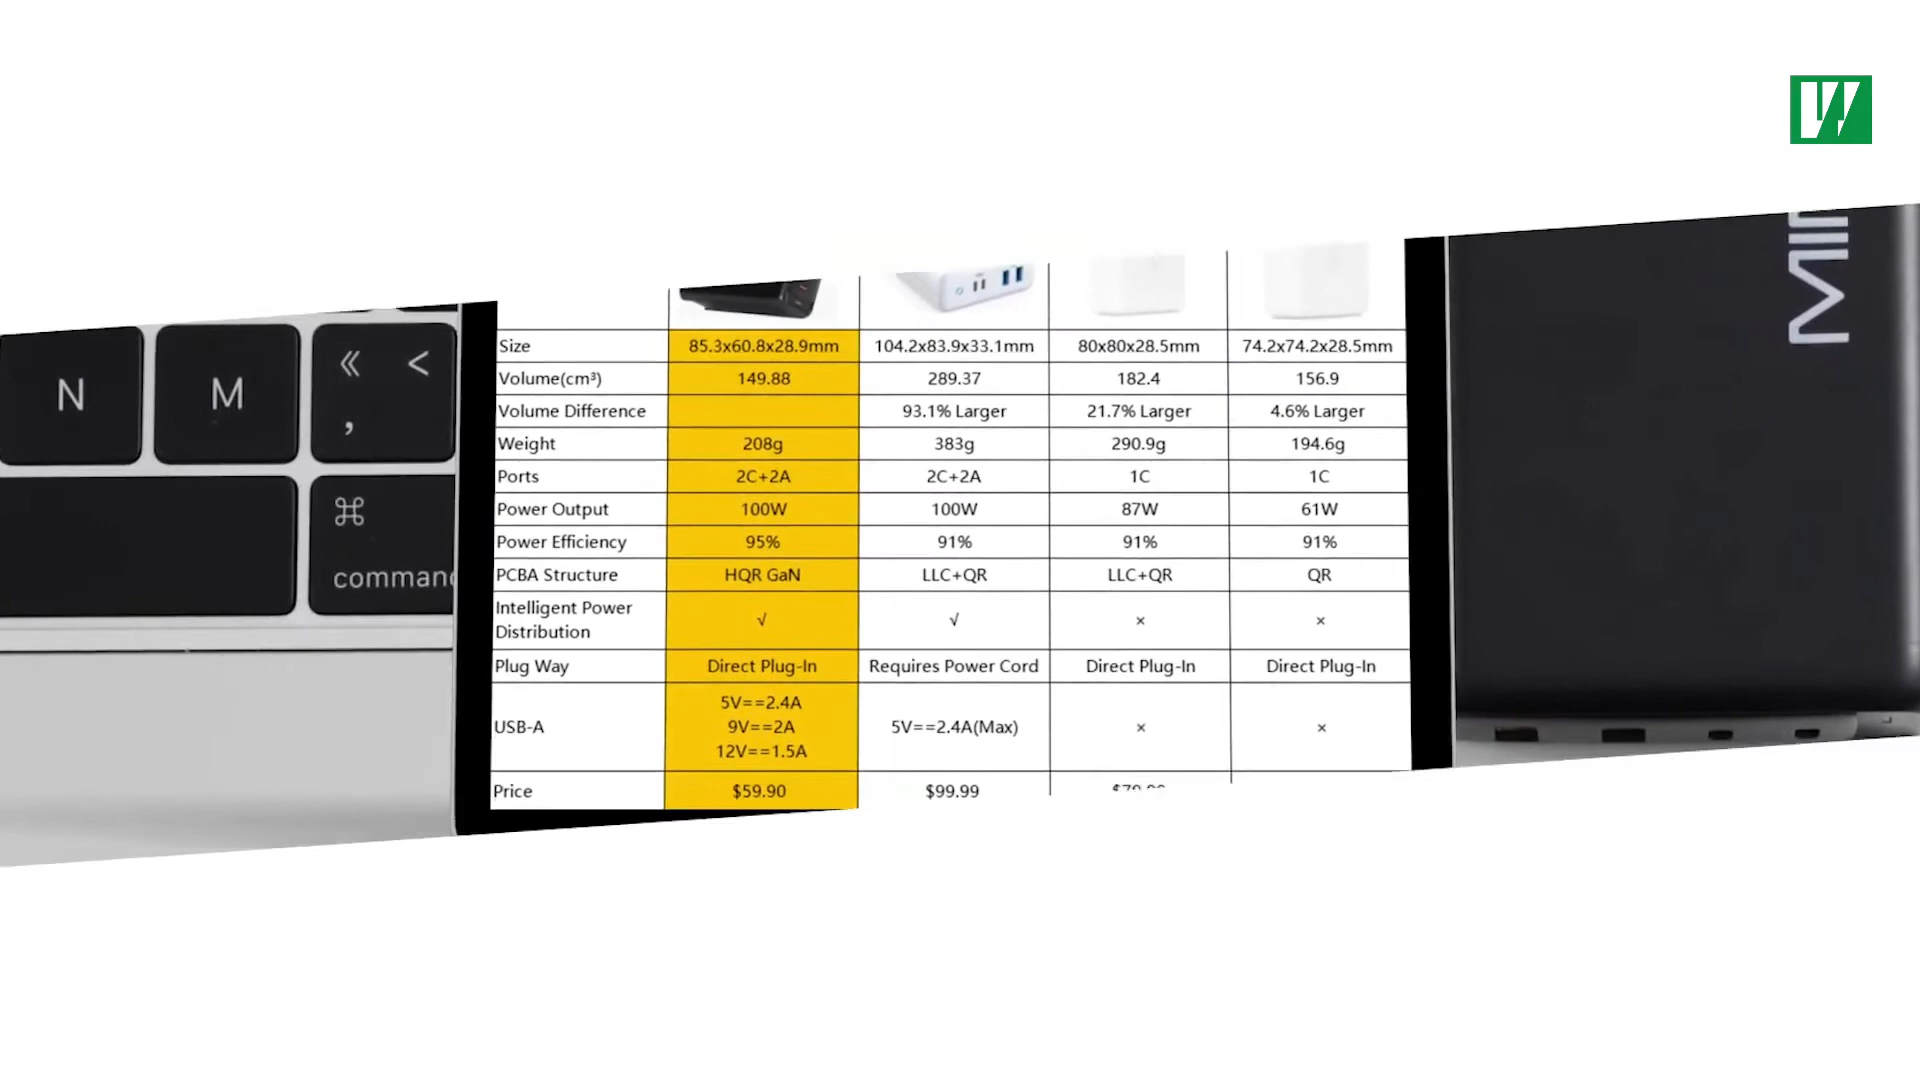 W
MIN
N
M
« <
,
⌘
Size 85.3x60.8x28.9mm 104.2x83.9x33.1mm 80x80x28.5mm 74.2x74.2x28.5mm
Volume(cm³) 149.88 289.37 182.4 156.9
Volume Difference 93.1% Larger 21.7% Larger 4.6% Larger
Weight 208g 383g 290.9g 194.6g
Ports 2C+2A 2C+2A 1C 1C
Power Output 100W 100W 87W 61W
Power Efficiency 95% 91% 91% 91%
PCBA Structure HQR GaN LLC+QR LLC+QR QR
Intelligent Power
Distribution √ √ × ×
Plug Way Direct Plug-In Requires Power Cord Direct Plug-In Direct Plug-In
USB-A 5V==2.4A
9V==2A
12V==1.5A 5V==2.4A(Max) × ×
Price $59.90 $99.99